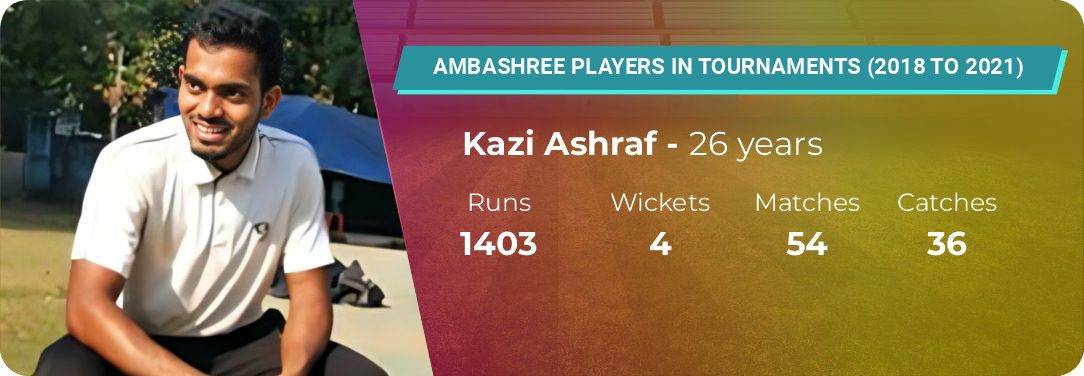 AMBASHREE PLAYERS IN TOURNAMENTS (2018 TO 2021)
Kazi Ashraf - 26 years
Runs Wickets Matches Catches
1403 4 54 36